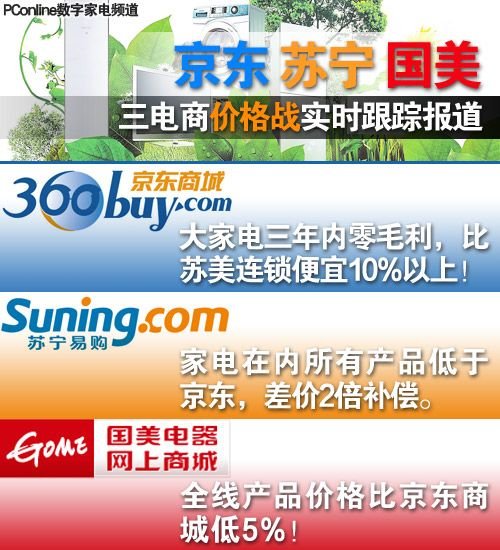 PConline数字家电频道
京东 苏宁 国美
三电商价格战实时跟踪报道
京东商城
360buy.com
大家电三年内零毛利，比
苏美连锁便宜10%以上！
Suning.com
苏宁易购
家电在内所有产品低于
京东，差价2倍补偿。
GOME
国美电器
网上商城
全线产品价格比京东商
城低5%！